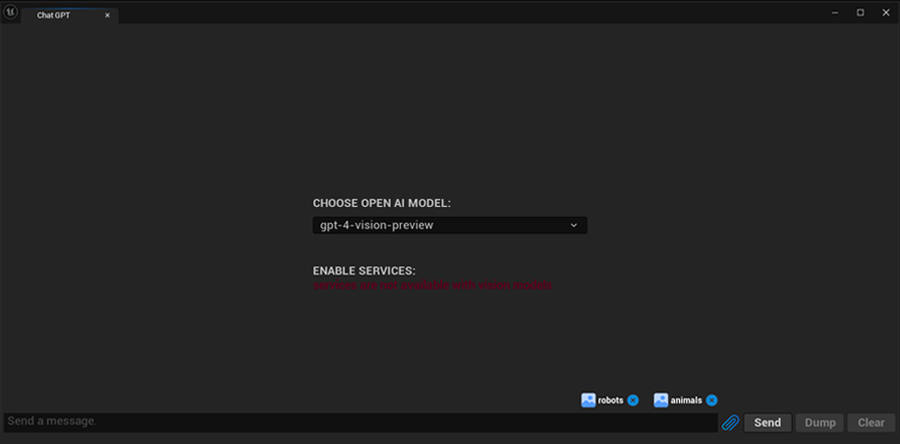 Chat GPT
CHOOSE OPEN AI MODEL:
gpt-4-vision-preview
ENABLE SERVICES:
services are not available with vision models
robots animals
Send a message.
Send Dump Clear